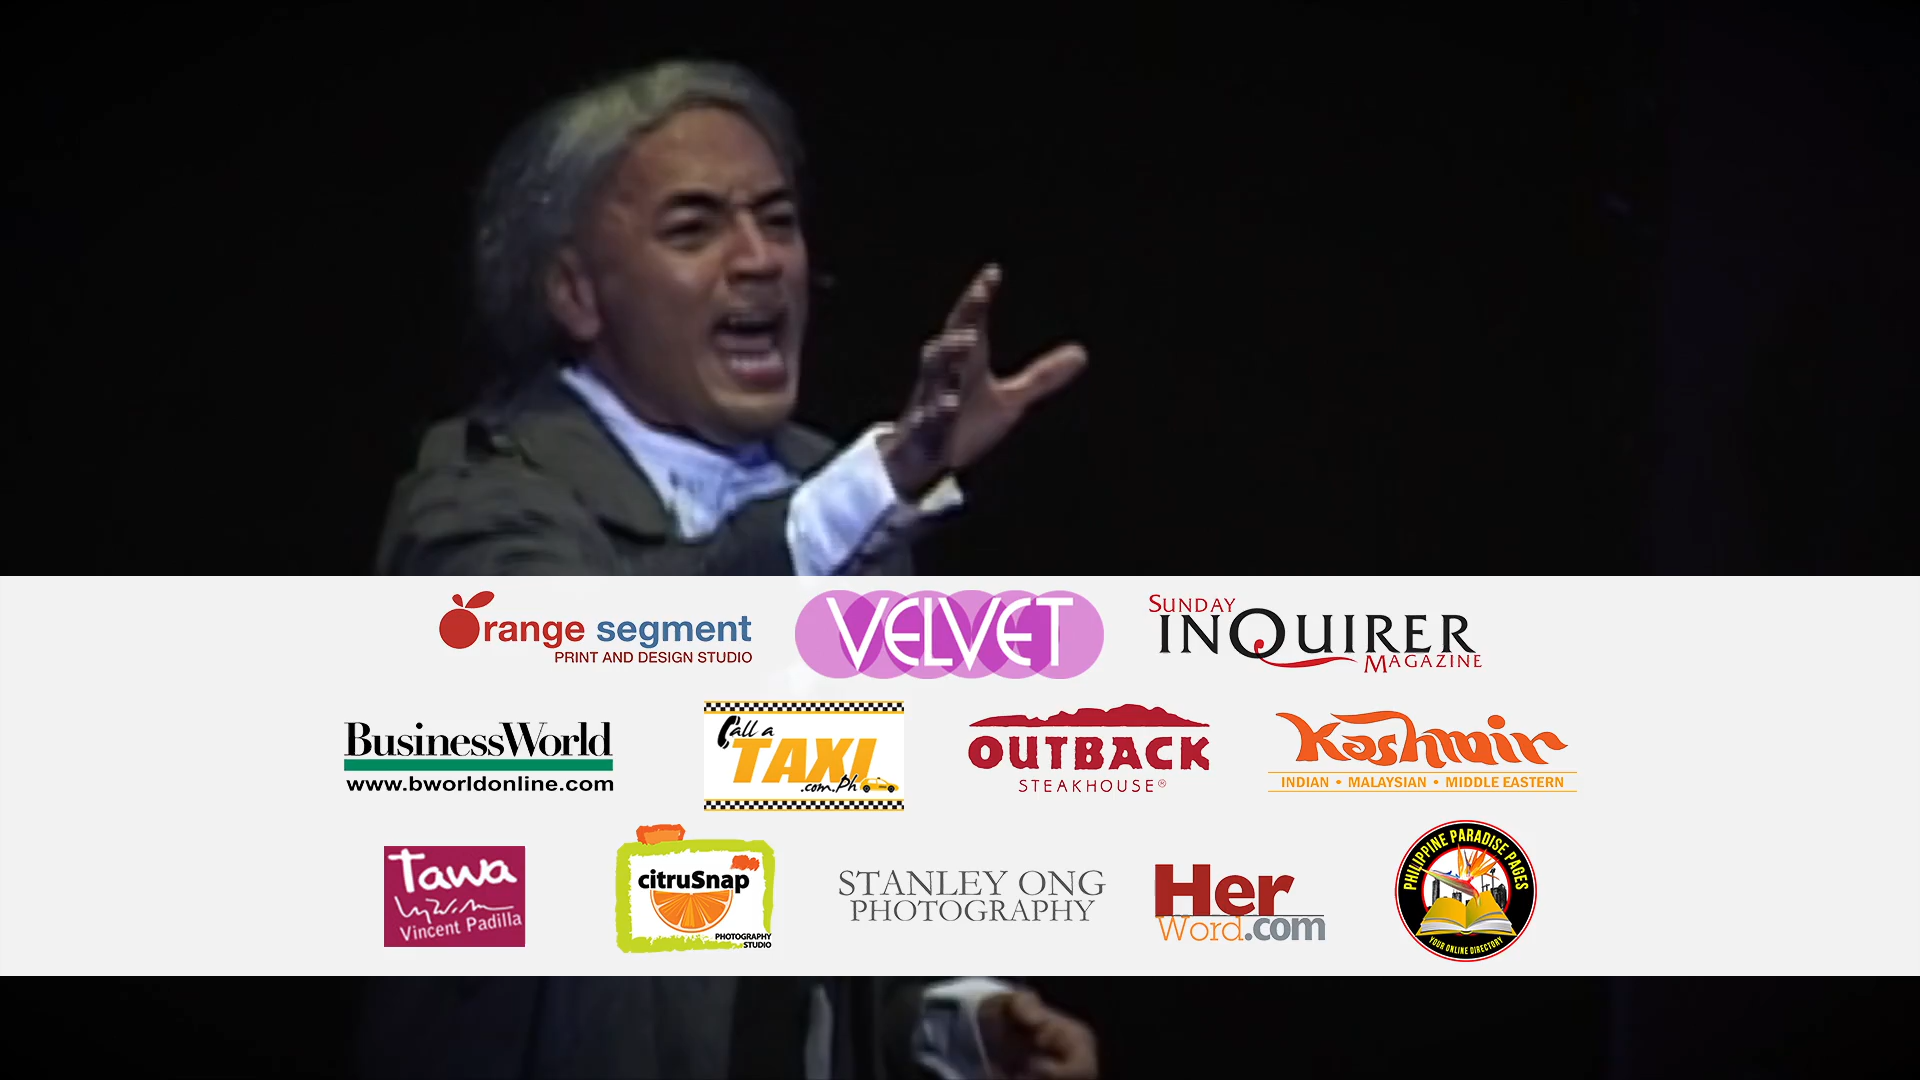 Orange segment
PRINT AND DESIGN STUDIO
VELVET
SUNDAY
INQUIRER
MAGAZINE
BusinessWorld
www.bworldonline.com
Call a
TAXI
.com.Ph
OUTBACK
STEAKHOUSE®
Kashmir
INDIAN • MALAYSIAN • MIDDLE EASTERN
Tawa
Vincent Padilla
citruSnap
PHOTOGRAPHY
STUDIO
STANLEY ONG
PHOTOGRAPHY
Her
Word.com
PHILIPPINE PARADISE PAGES
YOUR ONLINE DIRECTORY